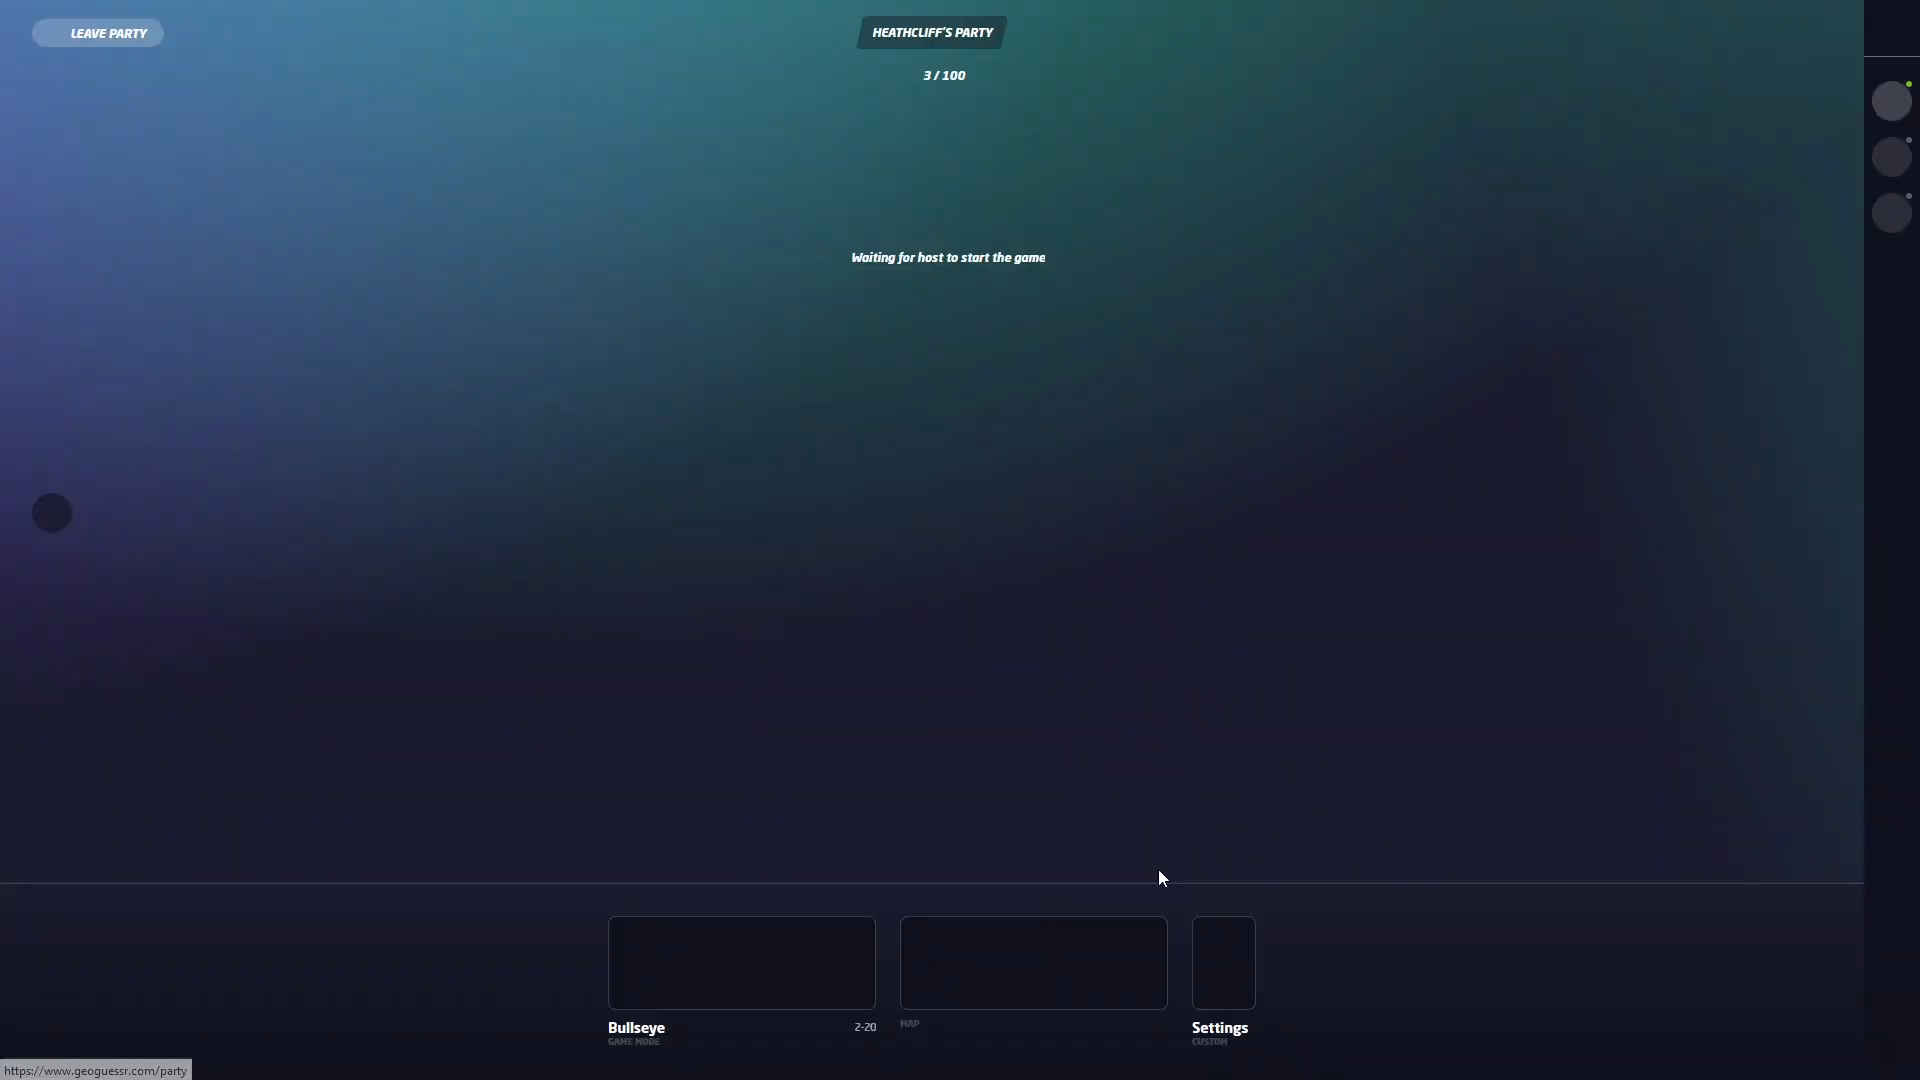 LEAVE PARTY
HEATHCLIFF'S PARTY
3 / 100
Waiting for host to start the game
Bullseye
2-20
GAME MODE
MAP
Settings
CUSTOM
https://www.geoguessr.com/party